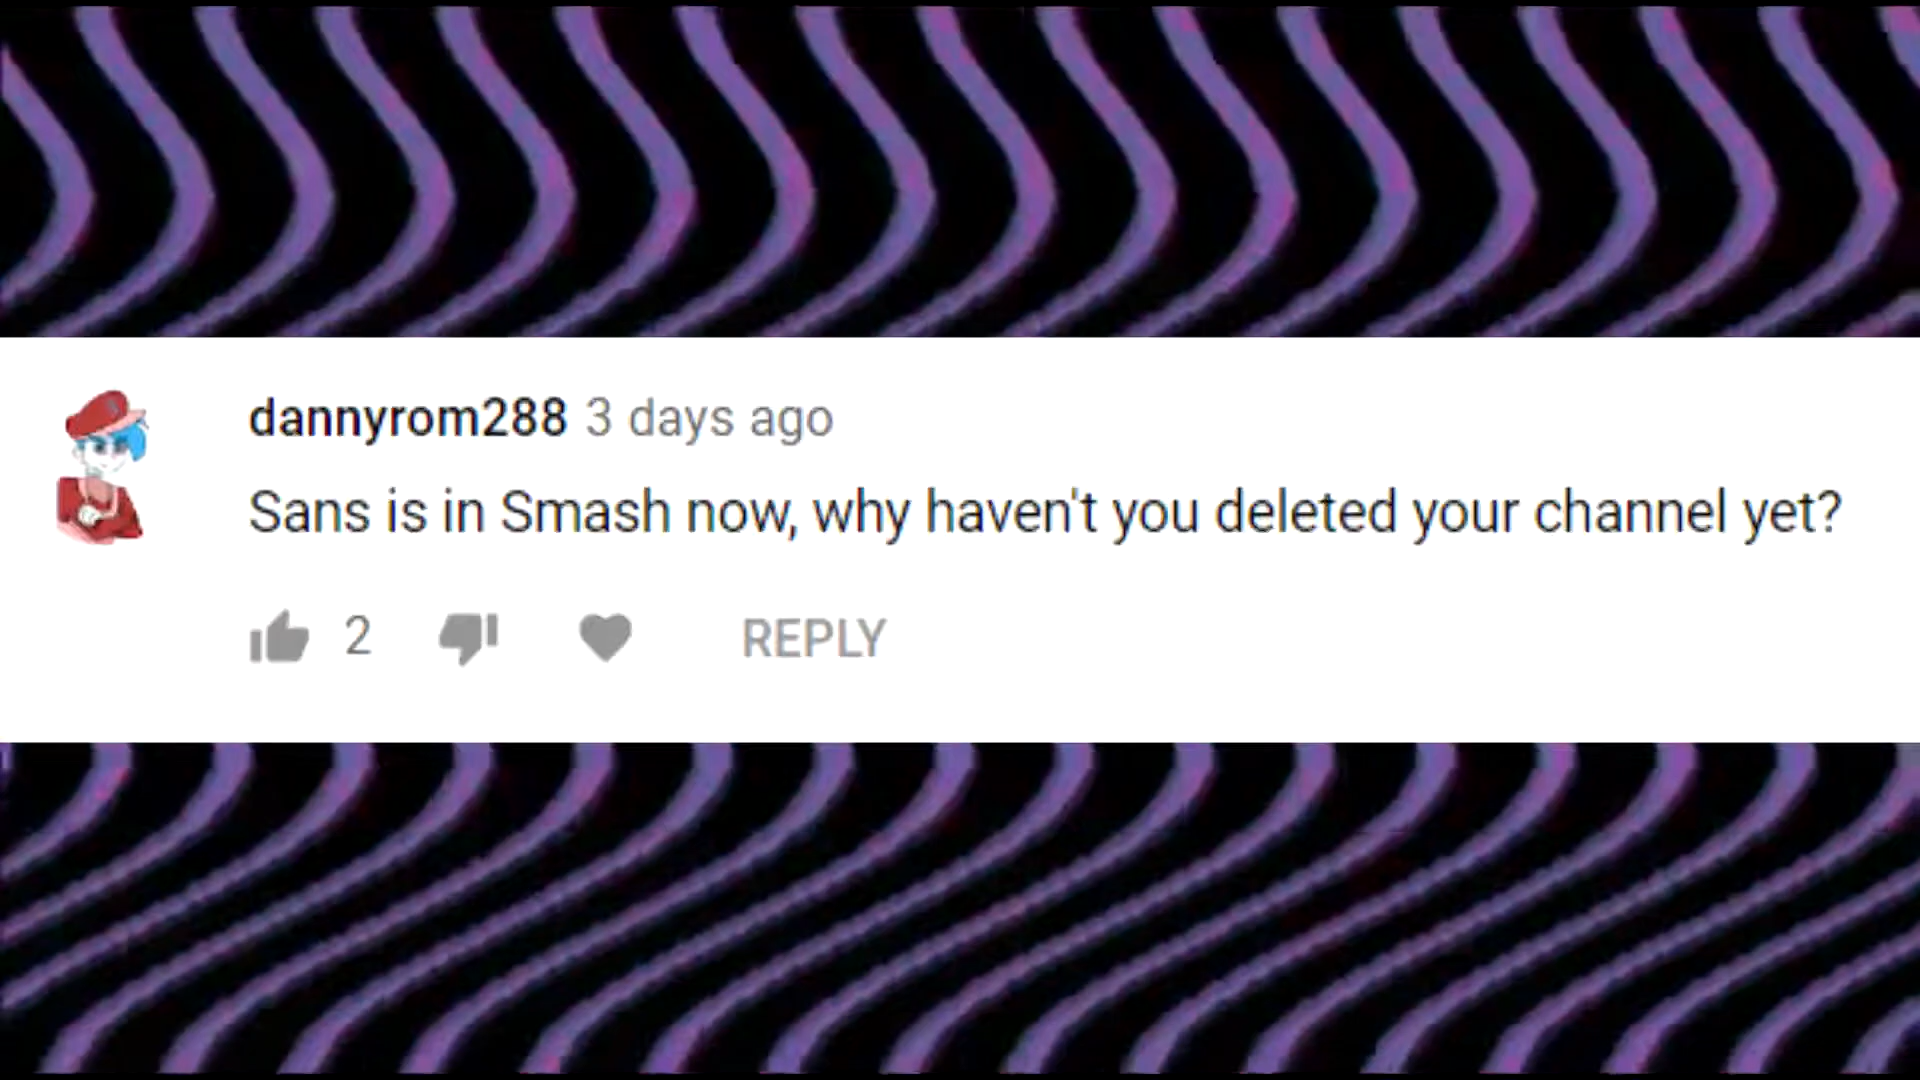 dannyrom288 3 days ago
Sans is in Smash now, why haven't you deleted your channel yet?
2 REPLY